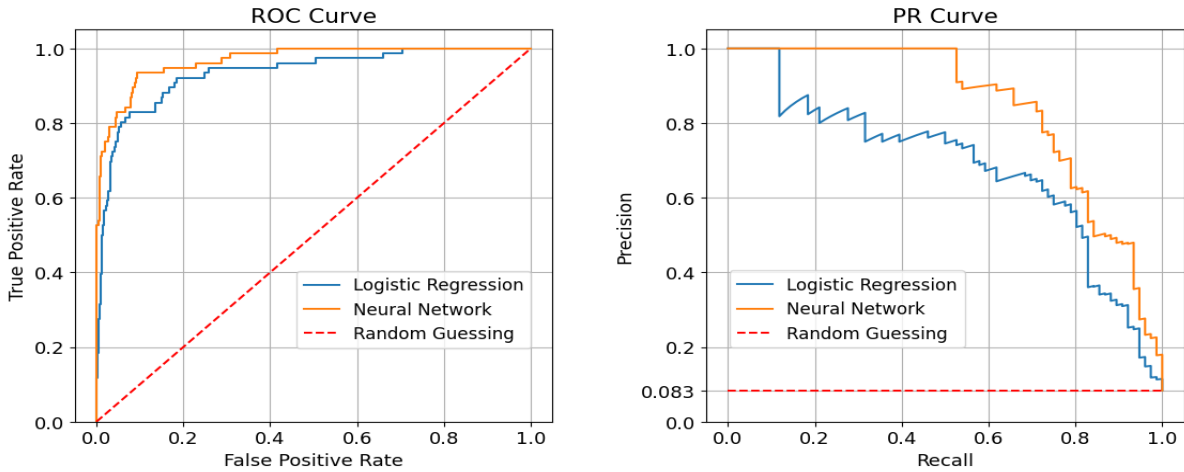 ROC Curve
True Positive Rate
1.0
0.8
0.6
0.4
0.2
0.0
Logistic Regression
Neural Network
Random Guessing
0.0 0.2 0.4 0.6 0.8 1.0
False Positive Rate
PR Curve
Precision
1.0
0.8
0.6
0.4
0.2
0.083
0.0
Logistic Regression
Neural Network
Random Guessing
0.0 0.2 0.4 0.6 0.8 1.0
Recall